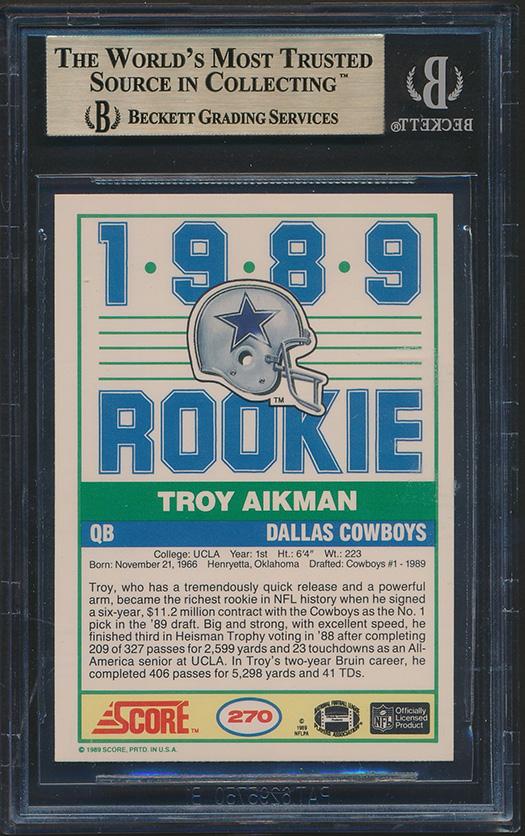 THE WORLD'S MOST TRUSTED
SOURCE IN COLLECTING™
B BECKETT GRADING SERVICES
B
BECKETT®
1•9•8•9
TM
ROOKIE
TROY AIKMAN
QB DALLAS COWBOYS
College: UCLA Year: 1st Ht.: 6'4" Wt.: 223
Born: November 21, 1966 Henryetta, Oklahoma Drafted: Cowboys #1 - 1989
Troy, who has a tremendously quick release and a powerful
arm, became the richest rookie in NFL history when he signed
a six-year, $11.2 million contract with the Cowboys as the No. 1
pick in the '89 draft. Big and strong, with excellent speed, he
finished third in Heisman Trophy voting in '88 after completing
209 of 327 passes for 2,599 yards and 23 touchdowns as an All-
America senior at UCLA. In Troy's two-year Bruin career, he
completed 406 passes for 5,298 yards and 41 TDs.
SCORE™ 270
©
1989
NFLPA
NFL
Officially
Licensed
Product
© 1989 SCORE, PRTD. IN U.S.A.